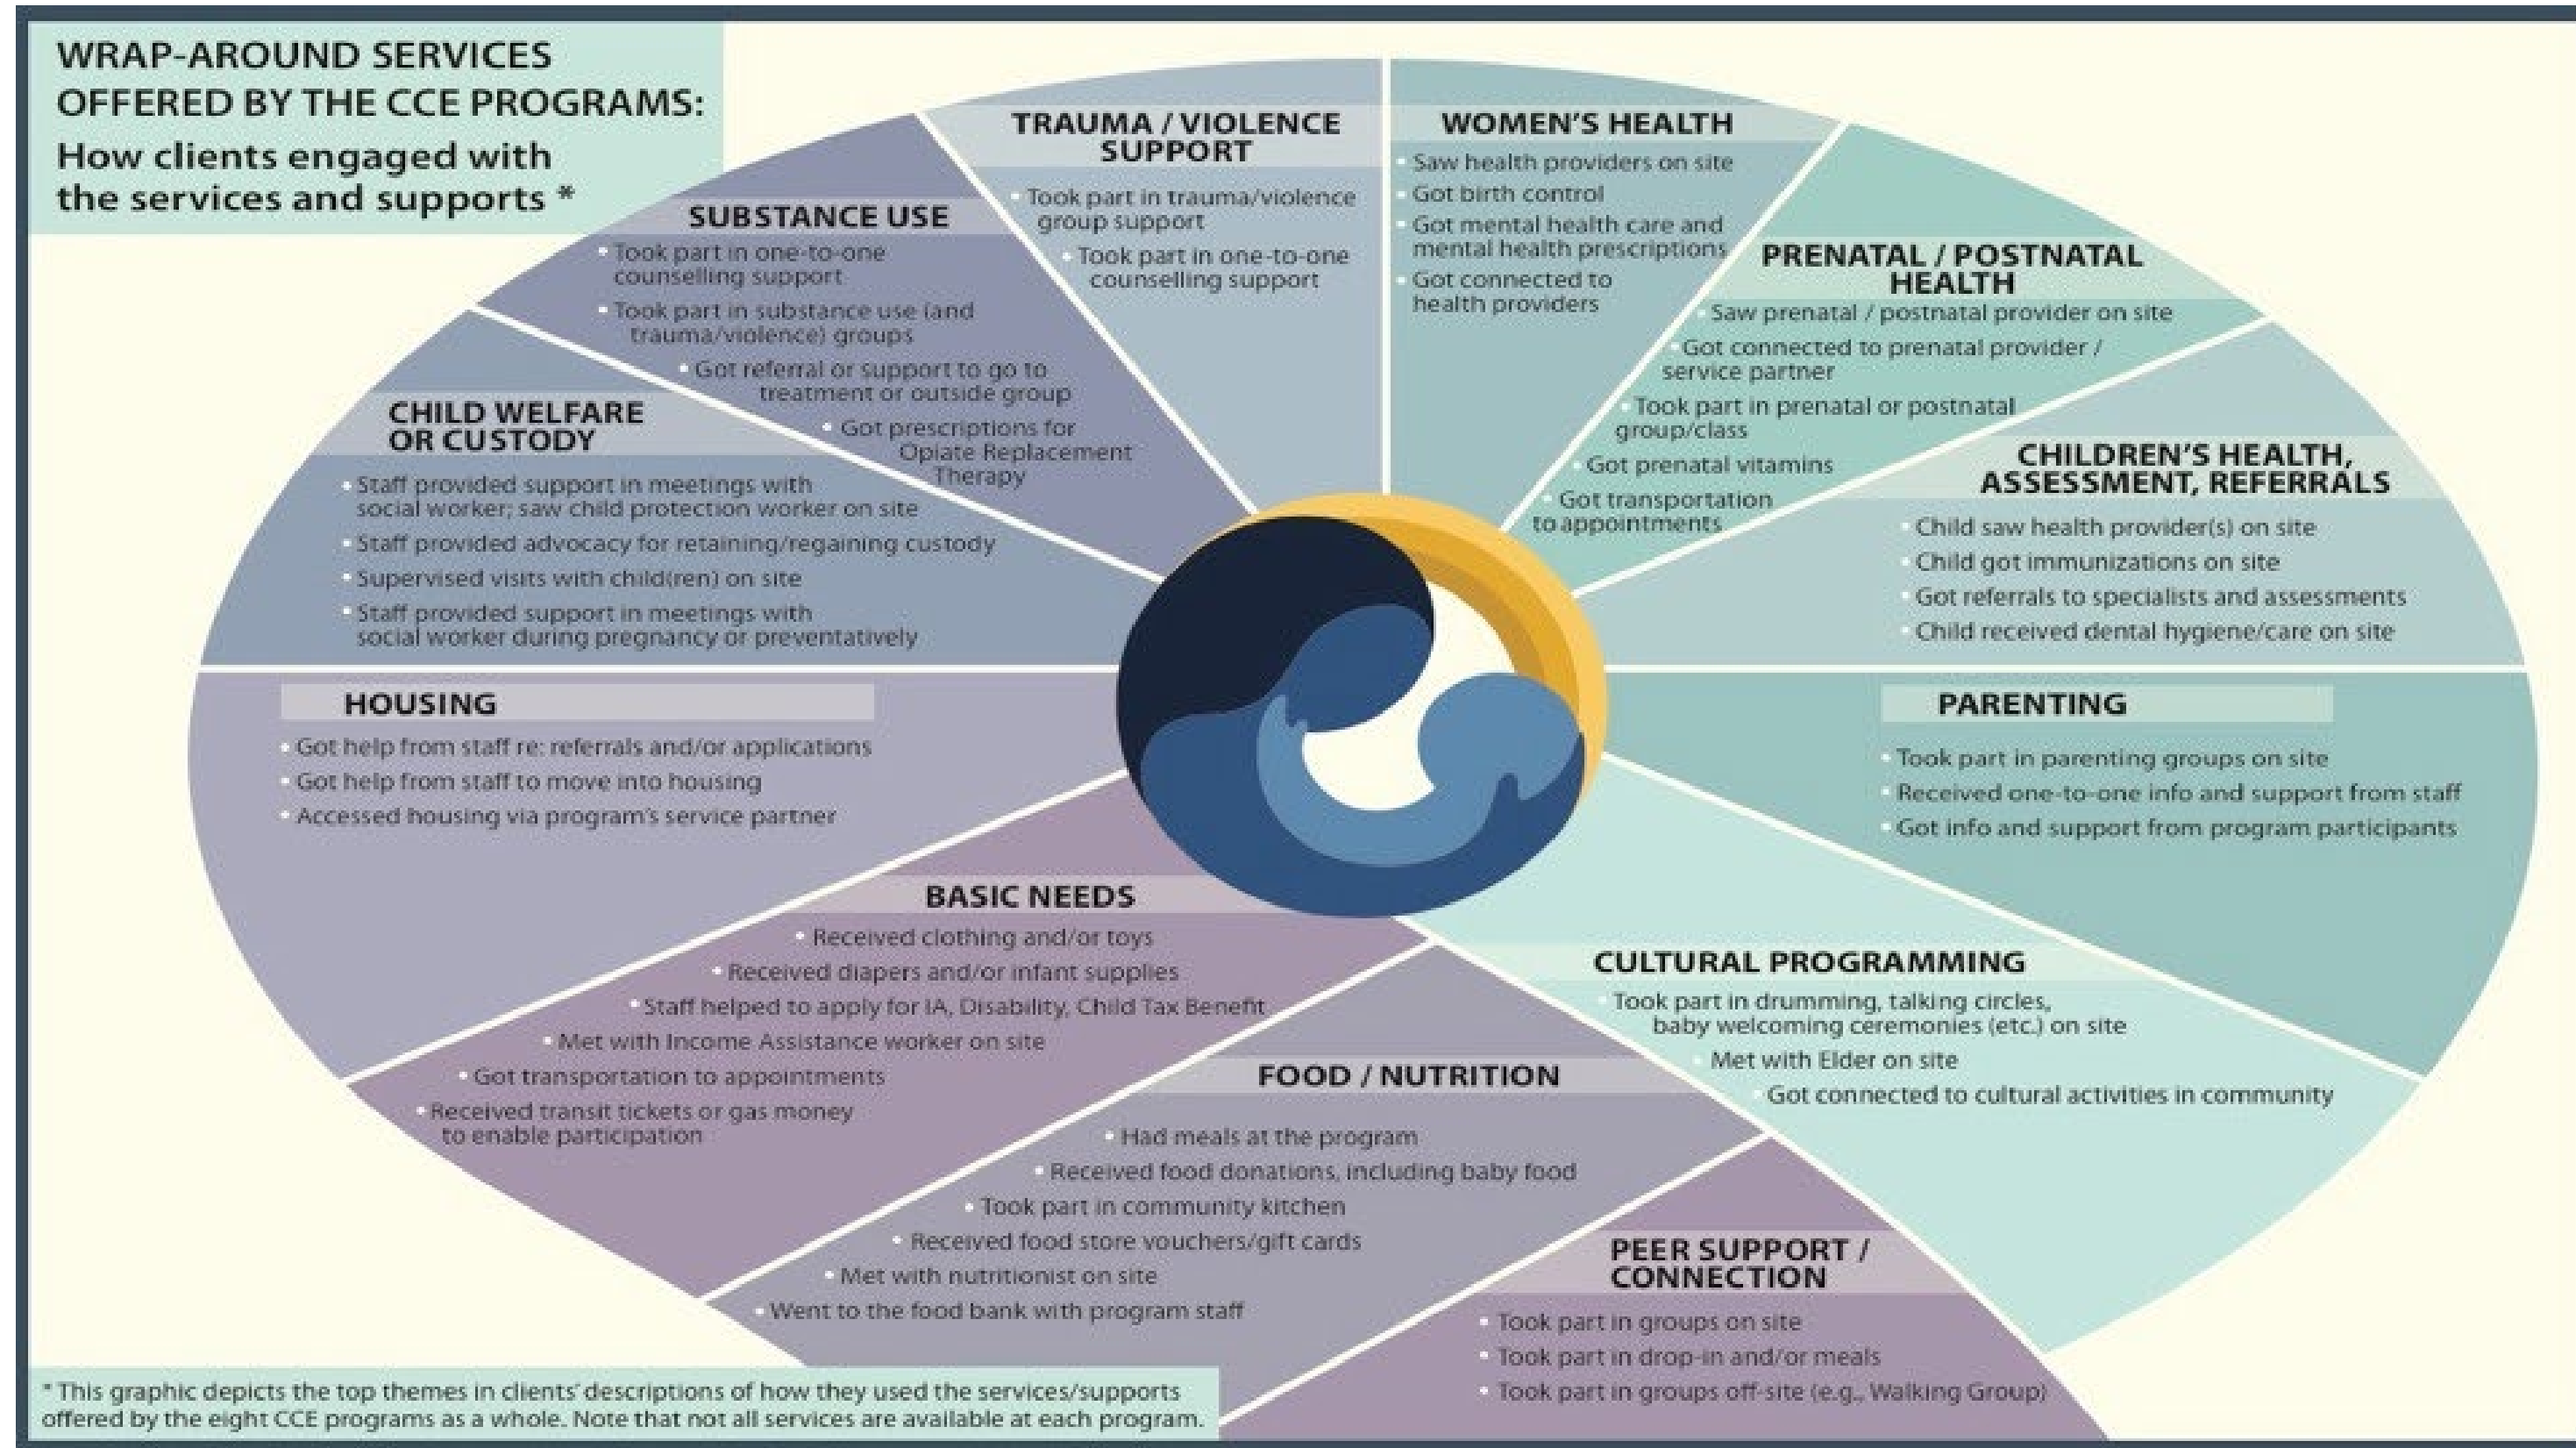 WRAP-AROUND SERVICES
OFFERED BY THE CCE PROGRAMS:
How clients engaged with
the services and supports *
TRAUMA / VIOLENCE
SUPPORT
• Took part in trauma/violence
group support
• Took part in one-to-one
counselling support
WOMEN'S HEALTH
• Saw health providers on site
• Got birth control
• Got mental health care and
mental health prescriptions
• Got connected to
health providers
PRENATAL / POSTNATAL
HEALTH
• Saw prenatal / postnatal provider on site
• Got connected to prenatal provider /
service partner
• Took part in prenatal or postnatal
group/class
• Got prenatal vitamins
• Got transportation
to appointments
CHILDREN'S HEALTH,
ASSESSMENT, REFERRALS
• Child saw health provider(s) on site
• Child got immunizations on site
• Got referrals to specialists and assessments
• Child received dental hygiene/care on site
PARENTING
• Took part in parenting groups on site
• Received one-to-one info and support from staff
• Got info and support from program participants
CULTURAL PROGRAMMING
• Took part in drumming, talking circles,
baby welcoming ceremonies (etc.) on site
• Met with Elder on site
• Got connected to cultural activities in community
PEER SUPPORT /
CONNECTION
• Took part in groups on site
• Took part in drop-in and/or meals
• Took part in groups off-site (e.g., Walking Group)
FOOD / NUTRITION
• Had meals at the program
• Received food donations, including baby food
• Took part in community kitchen
• Received food store vouchers/gift cards
• Met with nutritionist on site
• Went to the food bank with program staff
BASIC NEEDS
• Received clothing and/or toys
• Received diapers and/or infant supplies
• Staff helped to apply for IA, Disability, Child Tax Benefit
• Met with Income Assistance worker on site
• Got transportation to appointments
• Received transit tickets or gas money
to enable participation
HOUSING
• Got help from staff re: referrals and/or applications
• Got help from staff to move into housing
• Accessed housing via program's service partner
CHILD WELFARE
OR CUSTODY
• Staff provided support in meetings with
social worker; saw child protection worker on site
• Staff provided advocacy for retaining/regaining custody
• Supervised visits with child(ren) on site
• Staff provided support in meetings with
social worker during pregnancy or preventatively
SUBSTANCE USE
• Took part in one-to-one
counselling support
• Took part in substance use (and
trauma/violence) groups
• Got referral or support to go to
treatment or outside group
• Got prescriptions for
Opiate Replacement
Therapy
* This graphic depicts the top themes in clients' descriptions of how they used the services/supports
offered by the eight CCE programs as a whole. Note that not all services are available at each program.